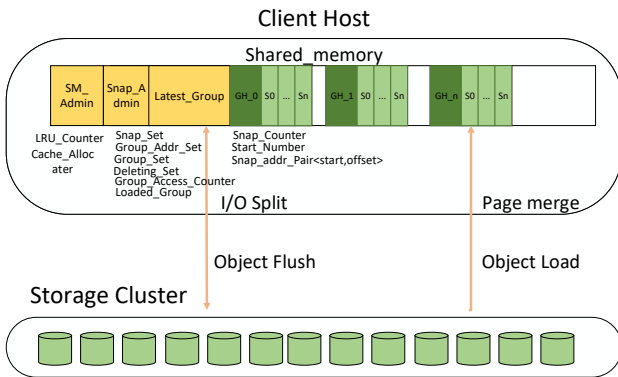 Client Host
Shared_memory
SM_
Admin
Snap_A
dmin
Latest_Group
GH_0
S0
...
Sn
GH_1
S0
...
Sn
GH_n
S0
...
Sn
LRU_Counter
Cache_Alloc
ater
Snap_Set
Group_Addr_Set
Group_Set
Deleting_Set
Group_Access_Counter
Loaded_Group
Snap_Counter
Start_Number
Snap_addr_Pair<start,offset>
I/O Split
Page merge
Object Flush
Object Load
Storage Cluster